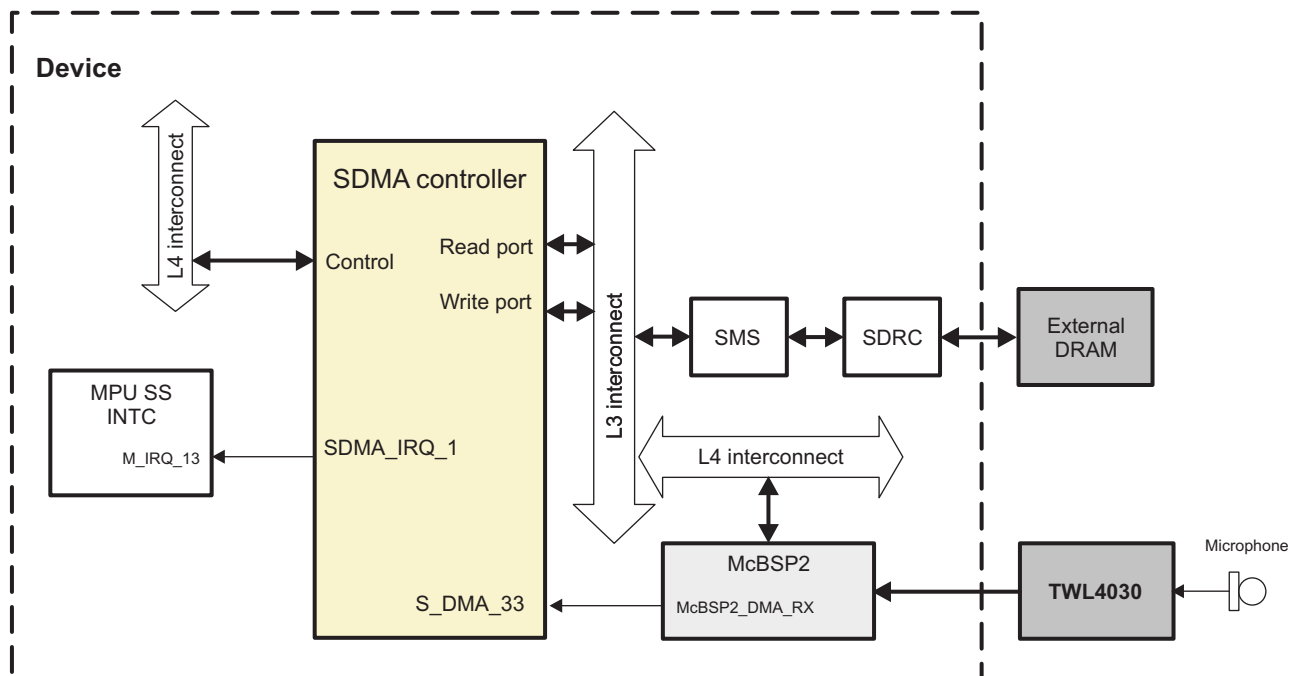 Device
L4 interconnect
SDMA controller
Control
Read port
Write port
L3 interconnect
SMS
SDRC
External
DRAM
MPU SS
INTC
M_IRQ_13
SDMA_IRQ_1
L4 interconnect
McBSP2
McBSP2_DMA_RX
S_DMA_33
TWL4030
Microphone